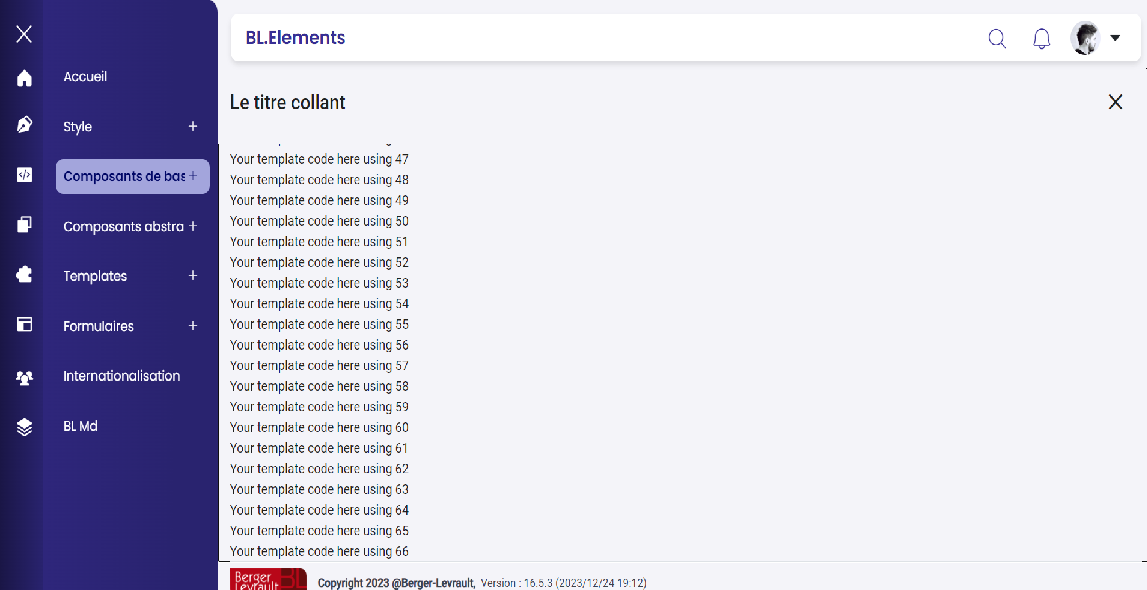 BL.Elements
Accueil
Style
Composants de bas
Composants abstra
Templates
Formulaires
Internationalisation
BL Md
Le titre collant
Your template code here using 47
Your template code here using 48
Your template code here using 49
Your template code here using 50
Your template code here using 51
Your template code here using 52
Your template code here using 53
Your template code here using 54
Your template code here using 55
Your template code here using 56
Your template code here using 57
Your template code here using 58
Your template code here using 59
Your template code here using 60
Your template code here using 61
Your template code here using 62
Your template code here using 63
Your template code here using 64
Your template code here using 65
Your template code here using 66
Berger
Levrault
BL
Copyright 2023 @Berger-Levrault, Version : 16.5.3 (2023/12/24 19:12)